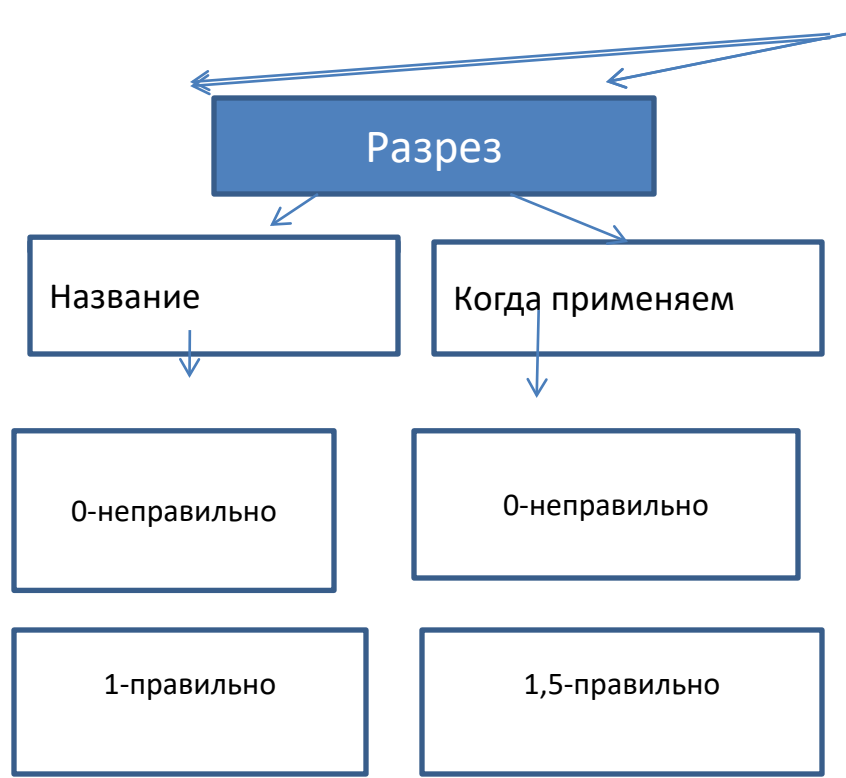 Разрез
Название
Когда применяем
0-неправильно
0-неправильно
1-правильно
1,5-правильно